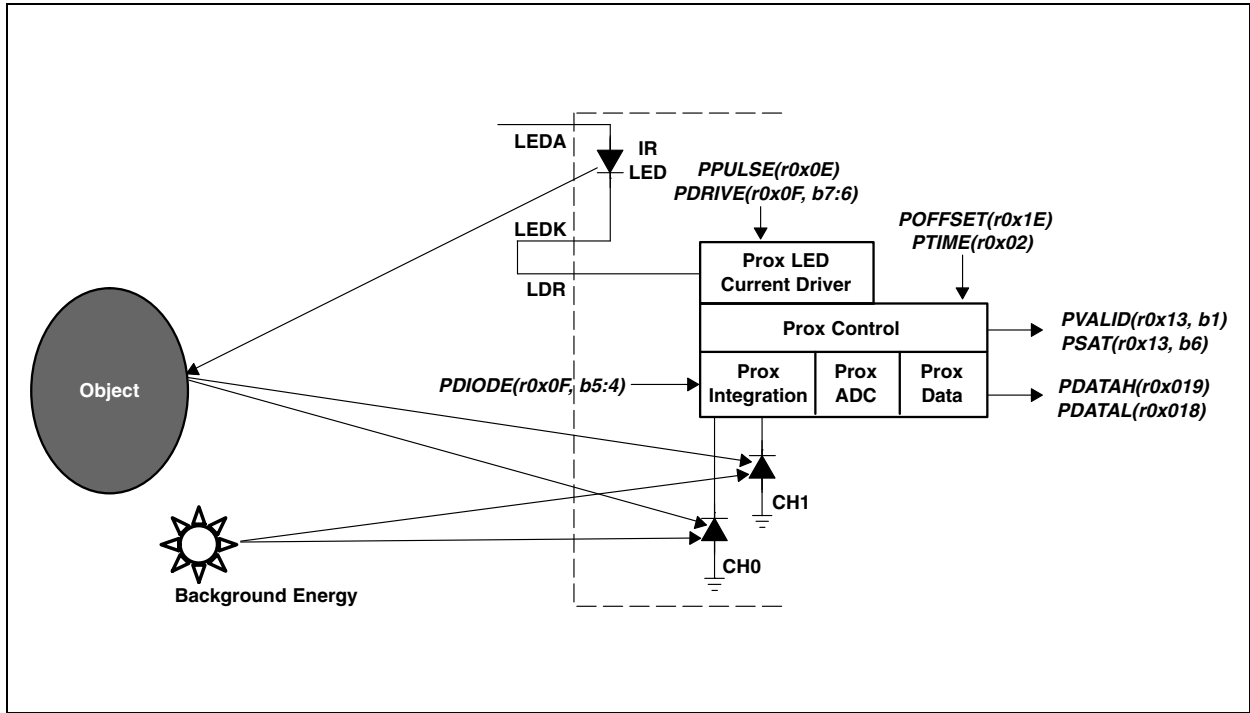 LEDA
IR
LED
PPULSE(r0x0E)
PDRIVE(r0x0F, b7:6)
LEDK
LDR
POFFSET(r0x1E)
PTIME(r0x02)
Prox LED
Current Driver
Prox Control
PVALID(r0x13, b1)
PSAT(r0x13, b6)
Object
PDIODE(r0x0F, b5:4)
Prox
Integration
Prox
ADC
Prox
Data
PDATAH(r0x019)
PDATAL(r0x018)
CH1
CH0
Background Energy